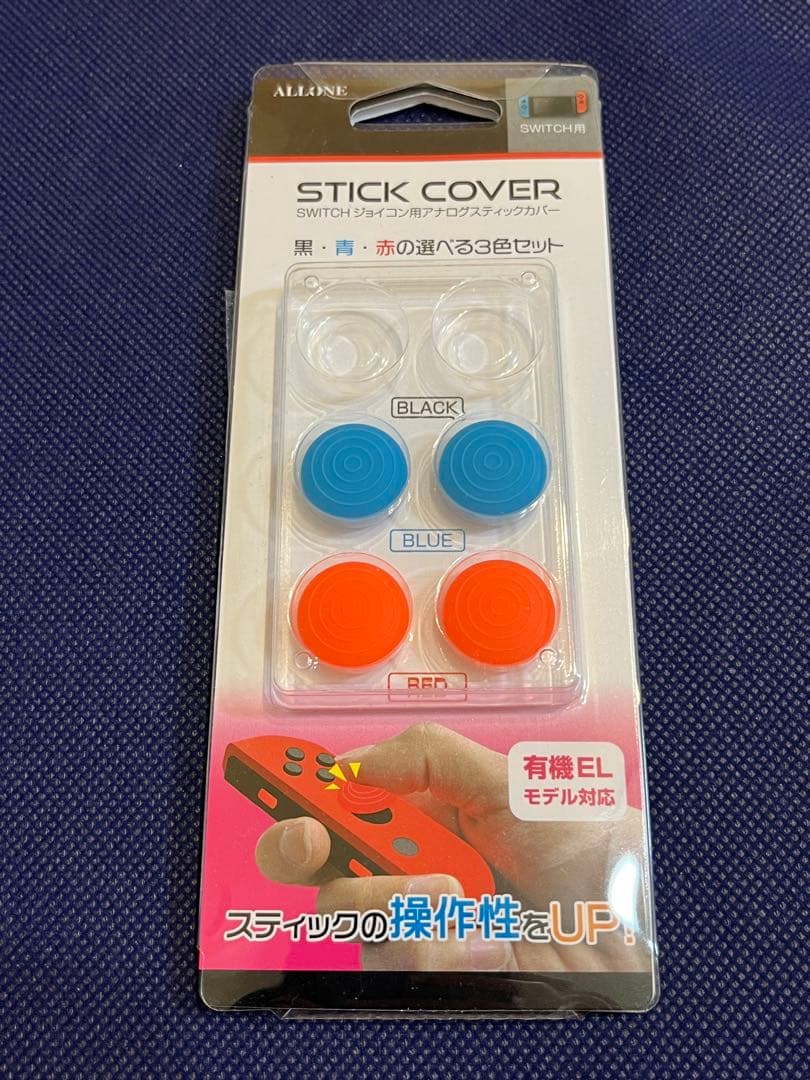 ALLONE
SWITCH用
STICK COVER
SWITCH ジョイコン用アナログスティックカバー
黒・青・赤の選べる3色セット
BLACK
BLUE
RED
有機EL
モデル対応
スティックの操作性をUP!